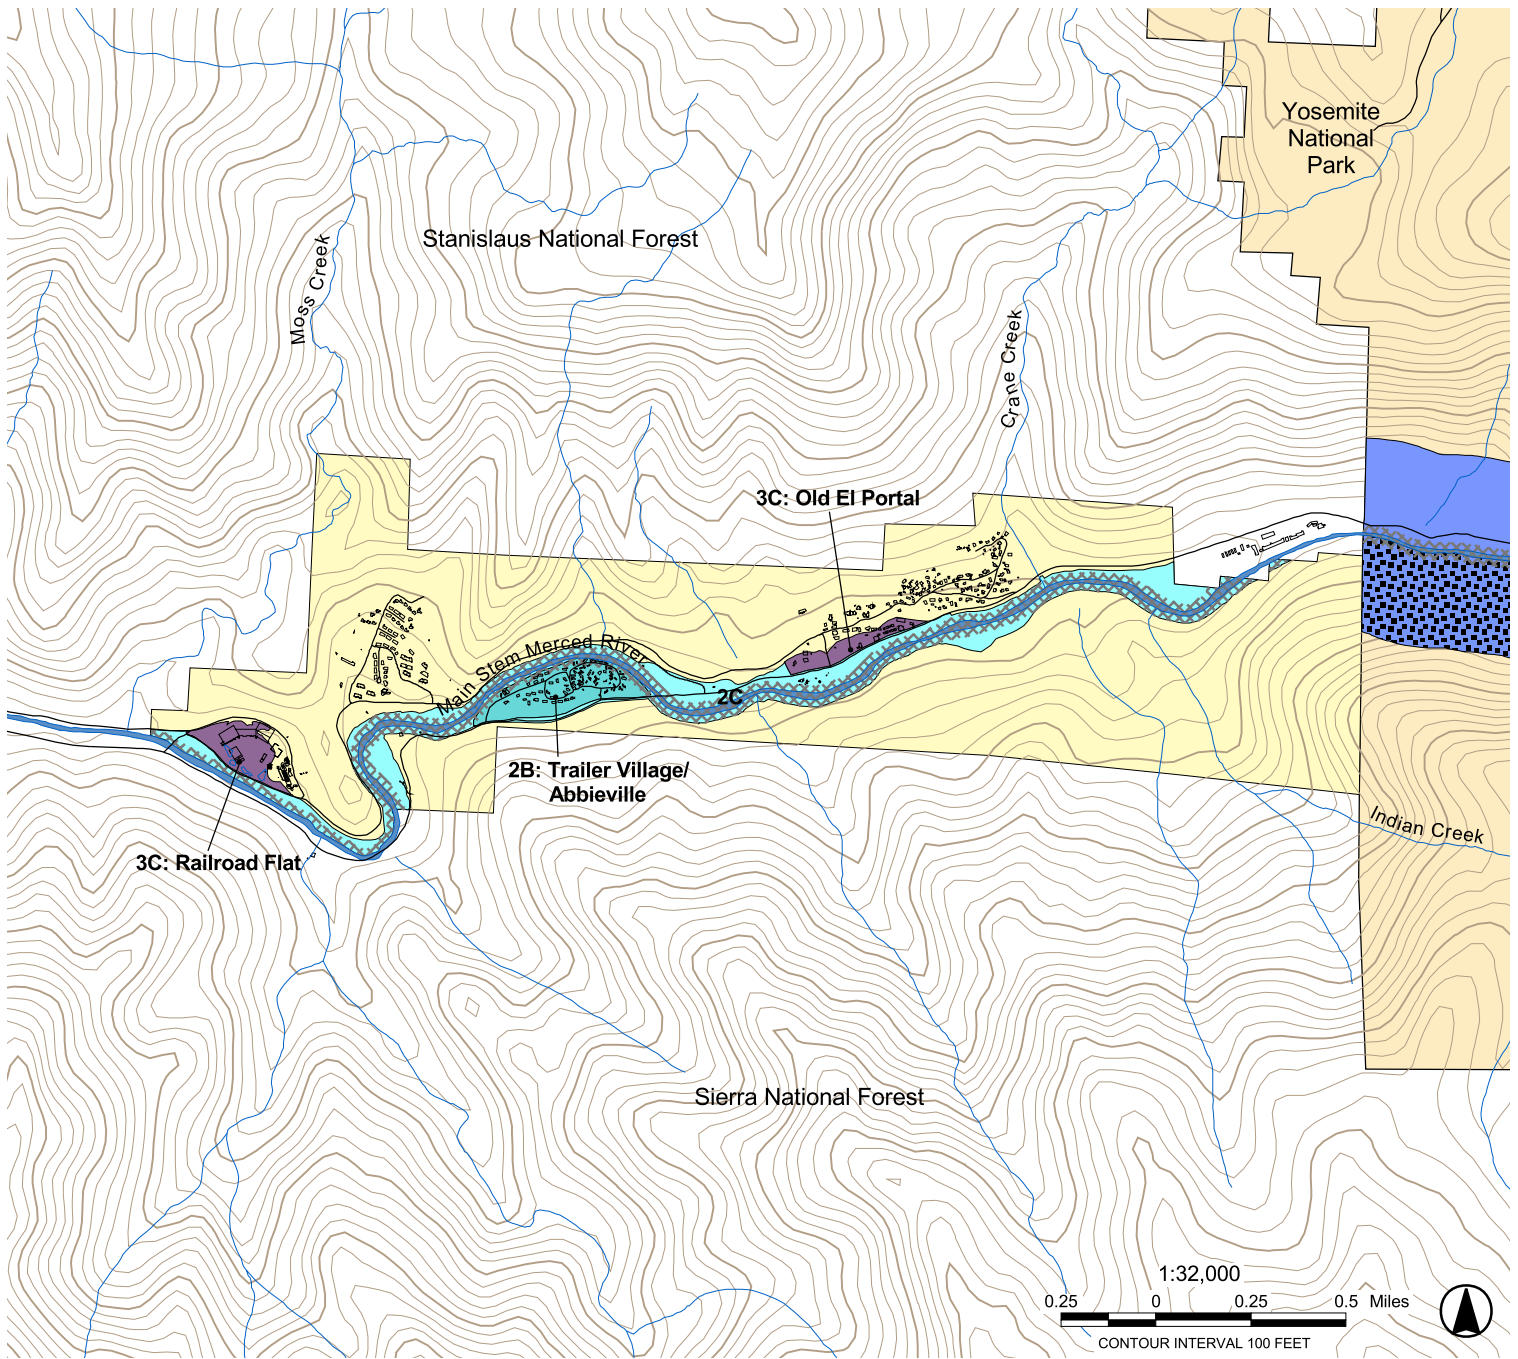 Yosemite
National
Park
Stanislaus National Forest
Moss Creek
Crane Creek
3C: Old El Portal
Main Stem Merced River
2C
2B: Trailer Village/
Abbieville
3C: Railroad Flat
Indian Creek
Sierra National Forest
1:32,000
0.25 0 0.25 0.5 Miles
CONTOUR INTERVAL 100 FEET